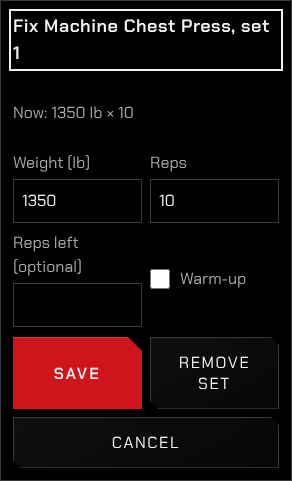 Fix Machine Chest Press, set
1
Now: 1350 lb × 10
Weight (lb)
Reps
1350
10
Reps left
(optional)
Warm-up
SAVE
REMOVE
SET
CANCEL